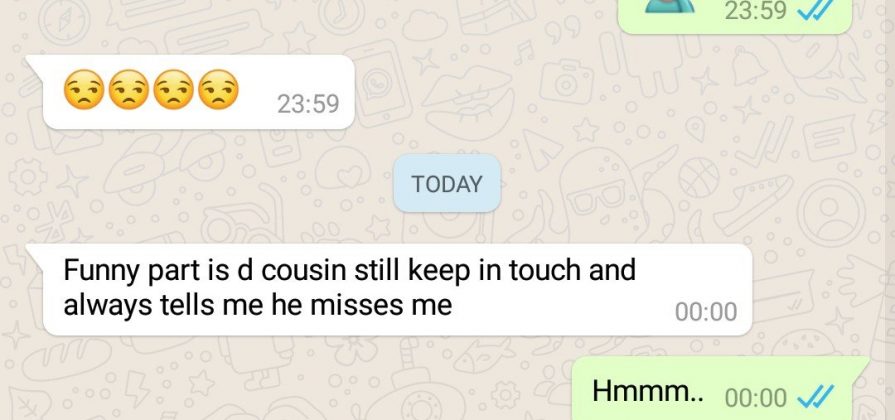 23:59
😒😒😒😒 23:59
TODAY
Funny part is d cousin still keep in touch and
always tells me he misses me 00:00
Hmmm.. 00:00